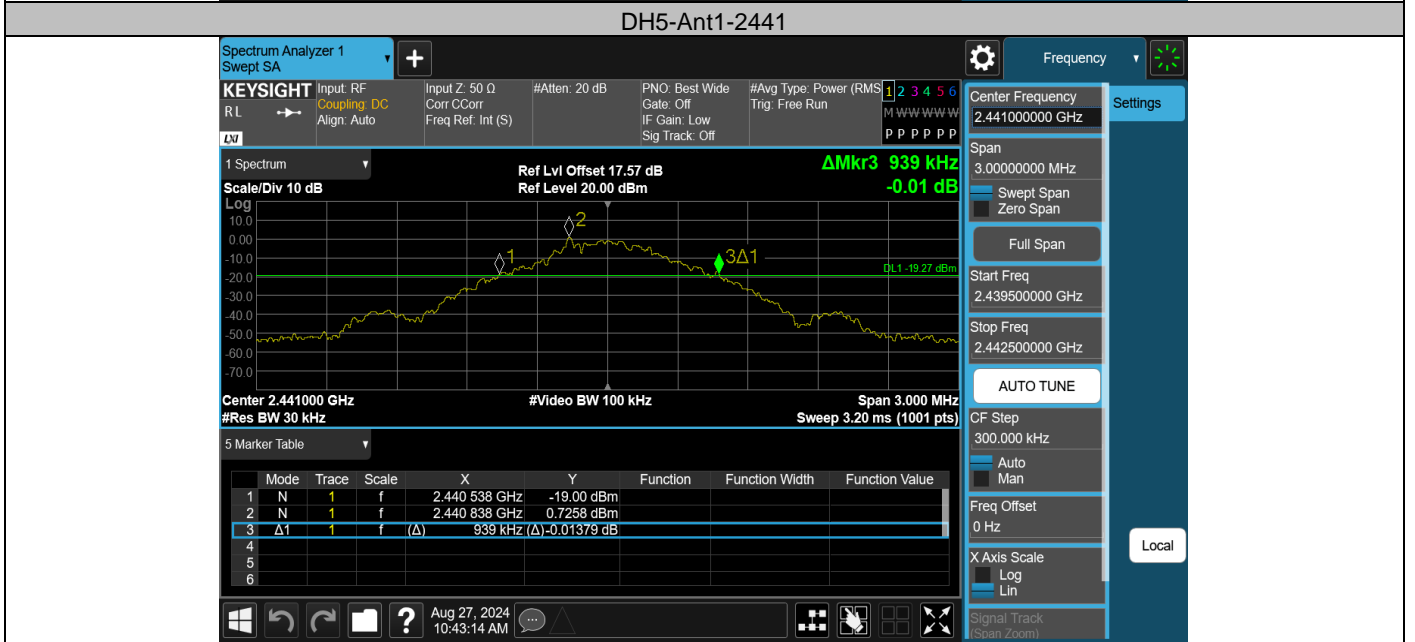 DH5-Ant1-2441
Spectrum Analyzer 1
Swept SA
Frequency
KEYSIGHT
RL
LXI
Input: RF
Coupling: DC
Align: Auto
Input Z: 50 Ω
Corr CCorr
Freq Ref: Int (S)
#Atten: 20 dB
PNO: Best Wide
Gate: Off
IF Gain: Low
Sig Track: Off
#Avg Type: Power (RMS
Trig: Free Run
1 2 3 4 5 6
M W W W W W
P P P P P P
1 Spectrum
Scale/Div 10 dB
Ref Lvl Offset 17.57 dB
Ref Level 20.00 dBm
ΔMkr3 939 kHz
-0.01 dB
Log
10.0
0.00
-10.0
-20.0
-30.0
-40.0
-50.0
-60.0
-70.0
1
2
3Δ1
DL1 -19.27 dBm
Center 2.441000 GHz
#Video BW 100 kHz
Span 3.000 MHz
#Res BW 30 kHz
Sweep 3.20 ms (1001 pts)
5 Marker Table
Mode Trace Scale X Y Function Function Width Function Value
1 N 1 f 2.440 538 GHz -19.00 dBm
2 N 1 f 2.440 838 GHz 0.7258 dBm
3 Δ1 1 f (Δ) 939 kHz (Δ)-0.01379 dB
4
5
6
Aug 27, 2024
10:43:14 AM
Center Frequency
2.441000000 GHz
Settings
Span
3.00000000 MHz
Swept Span
Zero Span
Full Span
Start Freq
2.439500000 GHz
Stop Freq
2.442500000 GHz
AUTO TUNE
CF Step
300.000 kHz
Auto
Man
Freq Offset
0 Hz
Local
X Axis Scale
Log
Lin
Signal Track
(Span Zoom)